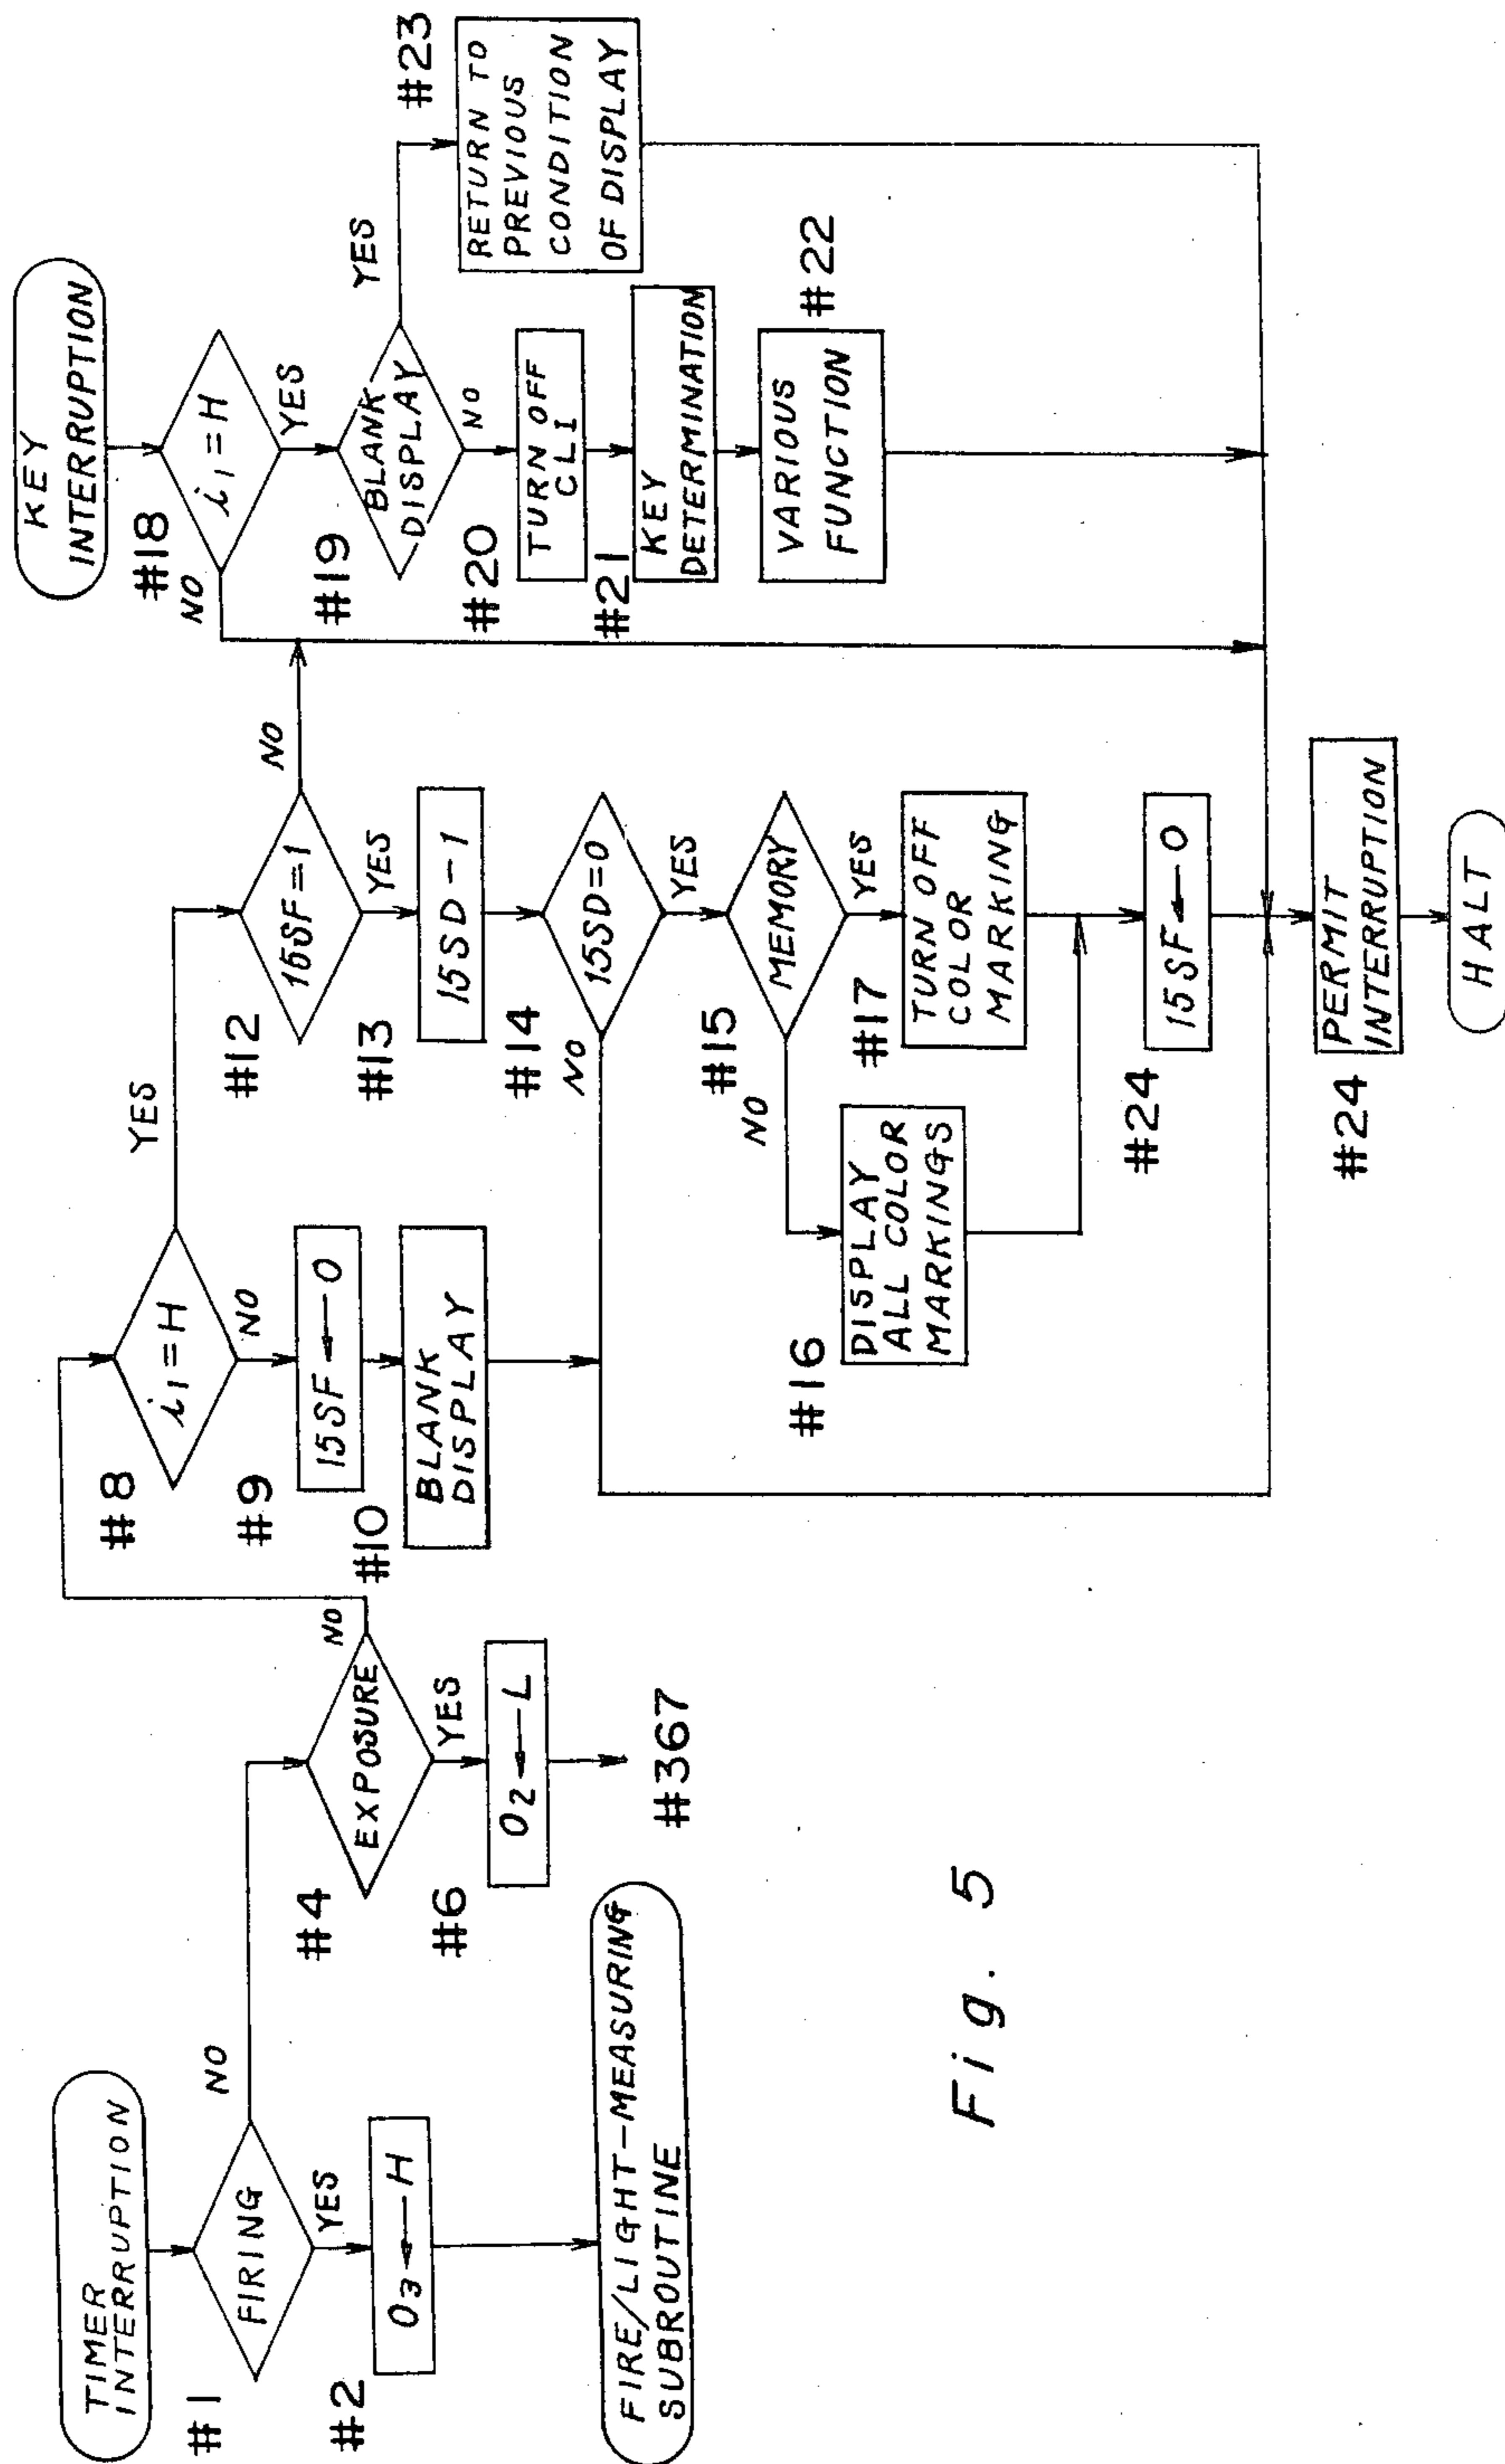 TIMER
INTERRUPTION
#1
FIRING
NO
YES
#2
O3←H
FIRE/LIGHT-MEASURING
SUBROUTINE
#4
EXPOSURE
NO
YES
#6
O2←L
#367
#8
i1=H
YES
NO
#9
15SF←0
#10
BLANK
DISPLAY
#12
15SF=1
NO
YES
#13
15SD-1
#14
15SD=0
NO
YES
#15
MEMORY
NO
YES
#16
DISPLAY
ALL COLOR
MARKINGS
#17
TURN OFF
COLOR
MARKING
#24
15SF←0
#24
PERMIT
INTERRUPTION
HALT
KEY
INTERRUPTION
#18
i1=H
NO
YES
#19
BLANK
DISPLAY
YES
NO
#20
TURN OFF
CLI
#21
KEY
DETERMINATION
#22
VARIOUS
FUNCTION
#23
RETURN TO
PREVIOUS
CONDITION
OF DISPLAY
Fig. 5